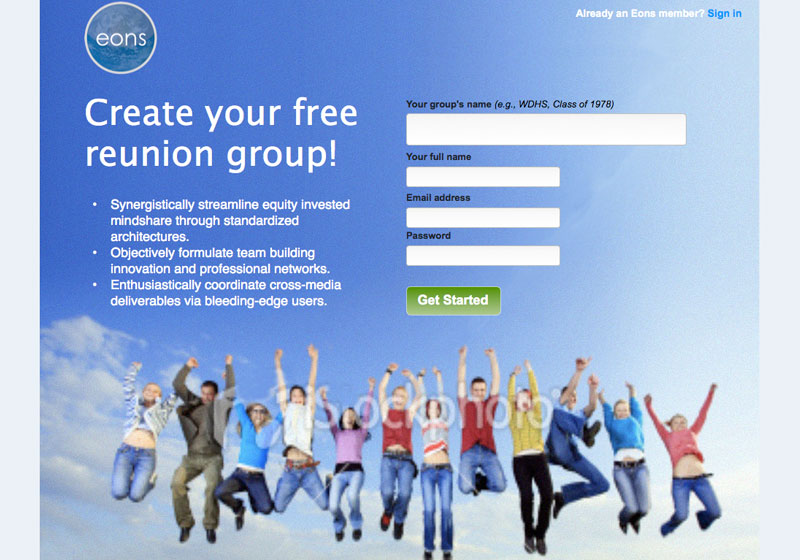 Already an Eons member? Sign in
eons
Create your free
reunion group!
• Synergistically streamline equity invested
mindshare through standardized
architectures.
• Objectively formulate team building
innovation and professional networks.
• Enthusiastically coordinate cross-media
deliverables via bleeding-edge users.
Your group's name (e.g., WDHS, Class of 1978)
Your full name
Email address
Password
Get Started
iStockphoto